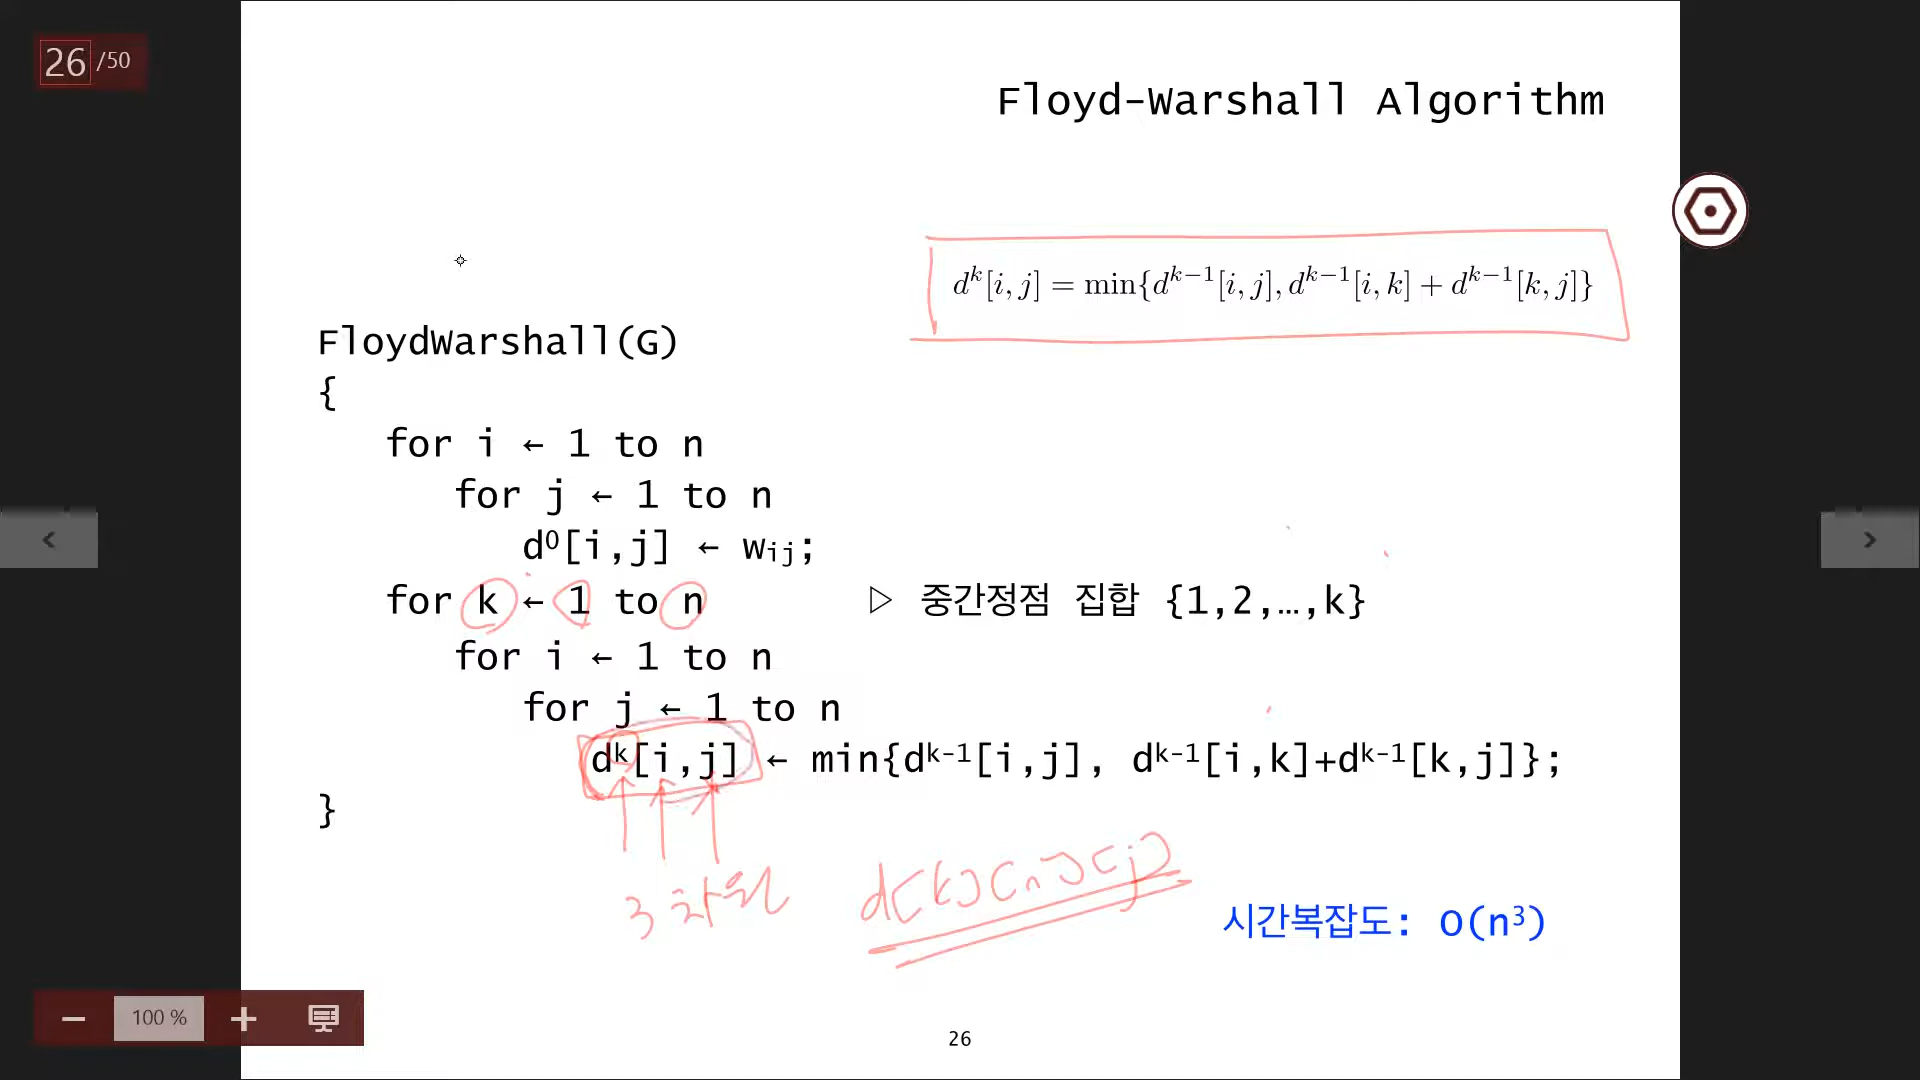 26 /50
Floyd-Warshall Algorithm
d^k[i, j] = min{d^{k-1}[i, j], d^{k-1}[i, k] + d^{k-1}[k, j]}
FloydWarshall(G)
{
for i ← 1 to n
for j ← 1 to n
d⁰[i,j] ← wᵢⱼ;
for k ← 1 to n ▷ 중간정점 집합 {1,2,…,k}
for i ← 1 to n
for j ← 1 to n
dᵏ[i,j] ← min{dᵏ⁻¹[i,j], dᵏ⁻¹[i,k]+dᵏ⁻¹[k,j]};
}
3차원 d[k][n][j]
시간복잡도: O(n³)
100 %
26